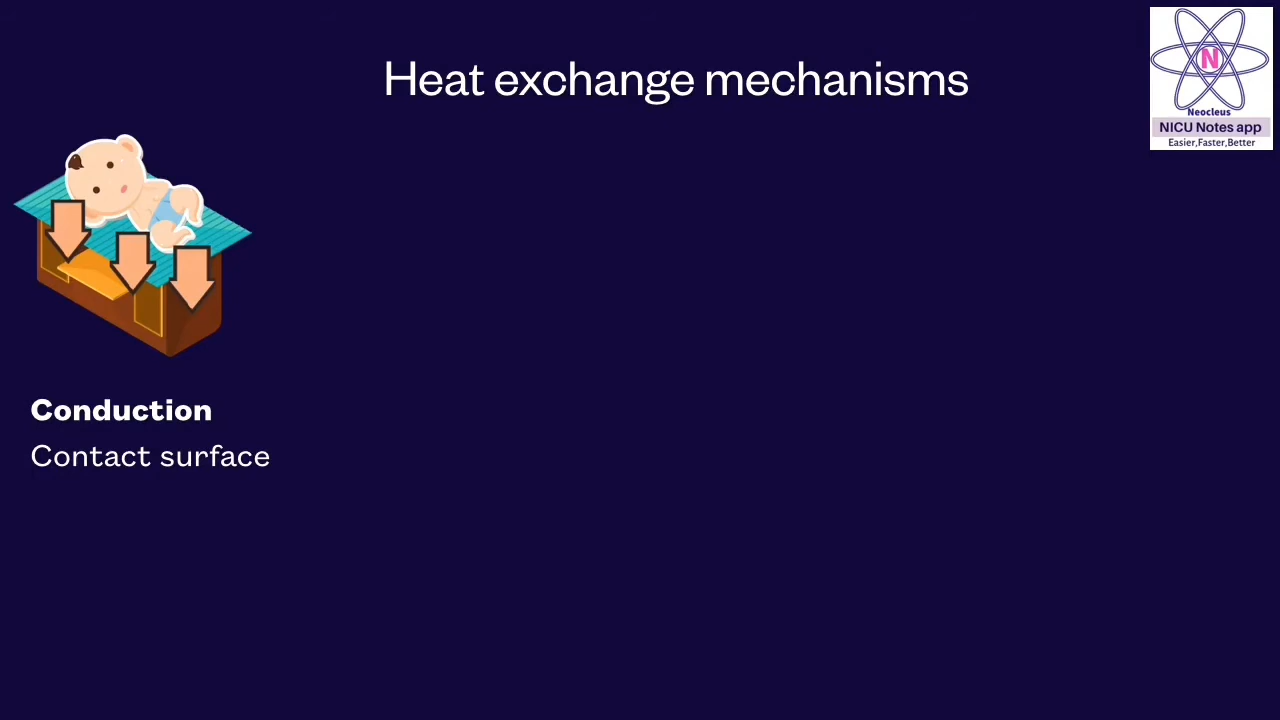 Heat exchange mechanisms
N
Neocleus
NICU Notes app
Easier,Faster,Better
Conduction
Contact surface